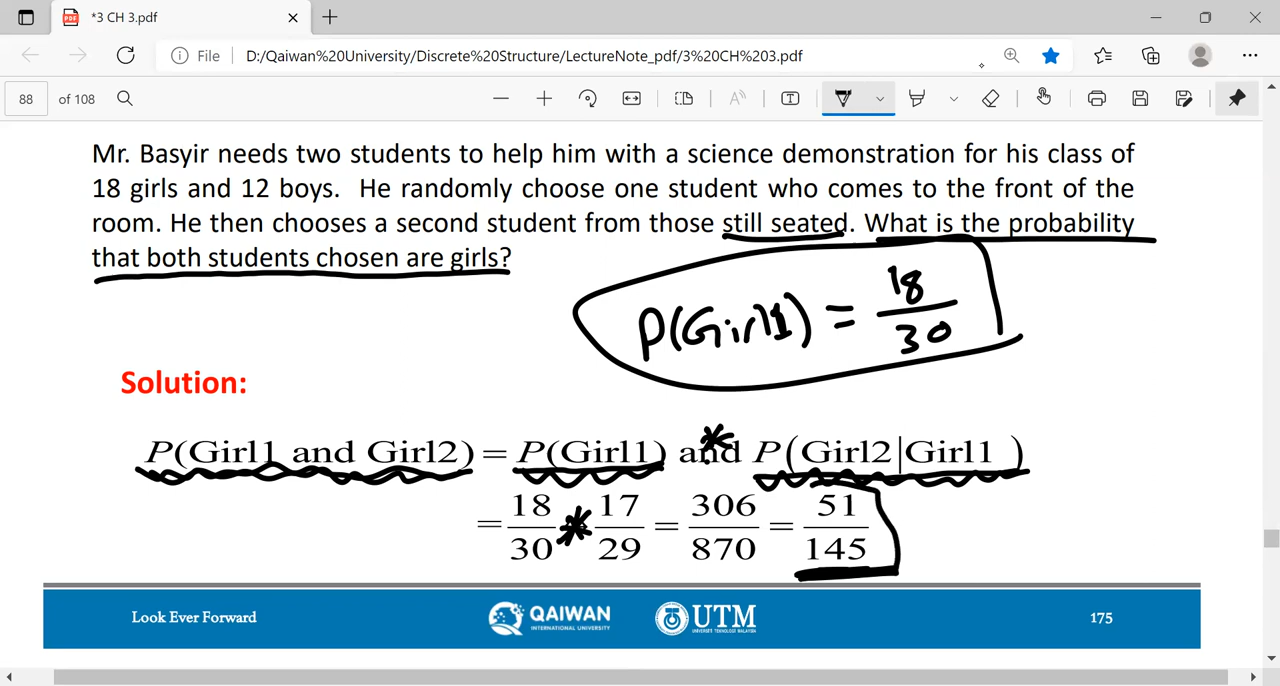 *3 CH 3.pdf
File D:/Qaiwan%20University/Discrete%20Structure/LectureNote_pdf/3%20CH%203.pdf
88 of 108
Mr. Basyir needs two students to help him with a science demonstration for his class of
18 girls and 12 boys. He randomly choose one student who comes to the front of the
room. He then chooses a second student from those still seated. What is the probability
that both students chosen are girls?
P(Girl1) = 18/30
Solution:
P(Girl1 and Girl2) = P(Girl1) and * P(Girl2|Girl1 )
= 18/30 * 17/29 = 306/870 = 51/145
Look Ever Forward QAIWAN INTERNATIONAL UNIVERSITY UTM UNIVERSITI TEKNOLOGI MALAYSIA 175